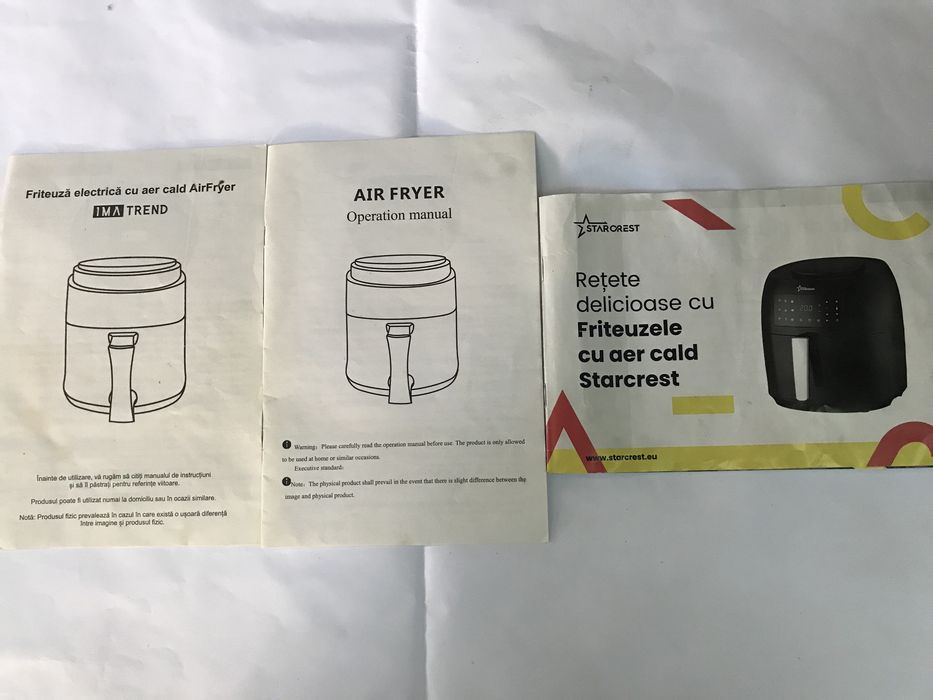 Friteuză electrică cu aer cald AirFryer
IMA TREND
Înainte de utilizare, vă rugăm să citiți manualul de instrucțiuni
și să îl păstrați pentru referințe viitoare.
Produsul poate fi utilizat numai la domiciliu sau în ocazii similare.
Notă: Produsul fizic prevalează în cazul în care există o ușoară diferență
între imagine și produsul fizic.
AIR FRYER
Operation manual
Warning: Please carefully read the operation manual before use. The product is only allowed
to be used at home or similar occasions.
Executive standard:
Note: The physical product shall prevail in the event that there is slight difference between the
image and physical product.
STARCREST
Rețete
delicioase cu
Friteuzele
cu aer cald
Starcrest
www.starcrest.eu